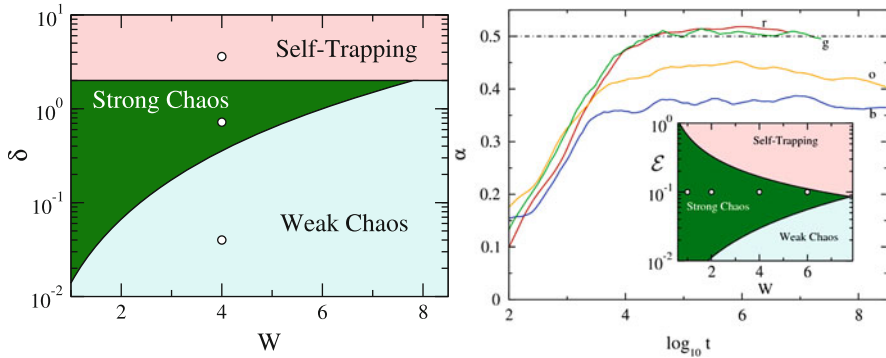 10^1
10^0
10^-1
10^-2
δ
Self-Trapping
Strong Chaos
Weak Chaos
2 4 6 8
W
0.5
0.4
0.3
0.2
0.1
0
α
r
g
o
b
2 4 6 8
log10 t
10^0
10^-1
10^-2
ℰ
Self-Trapping
Strong Chaos
Weak Chaos
2 4 6
W